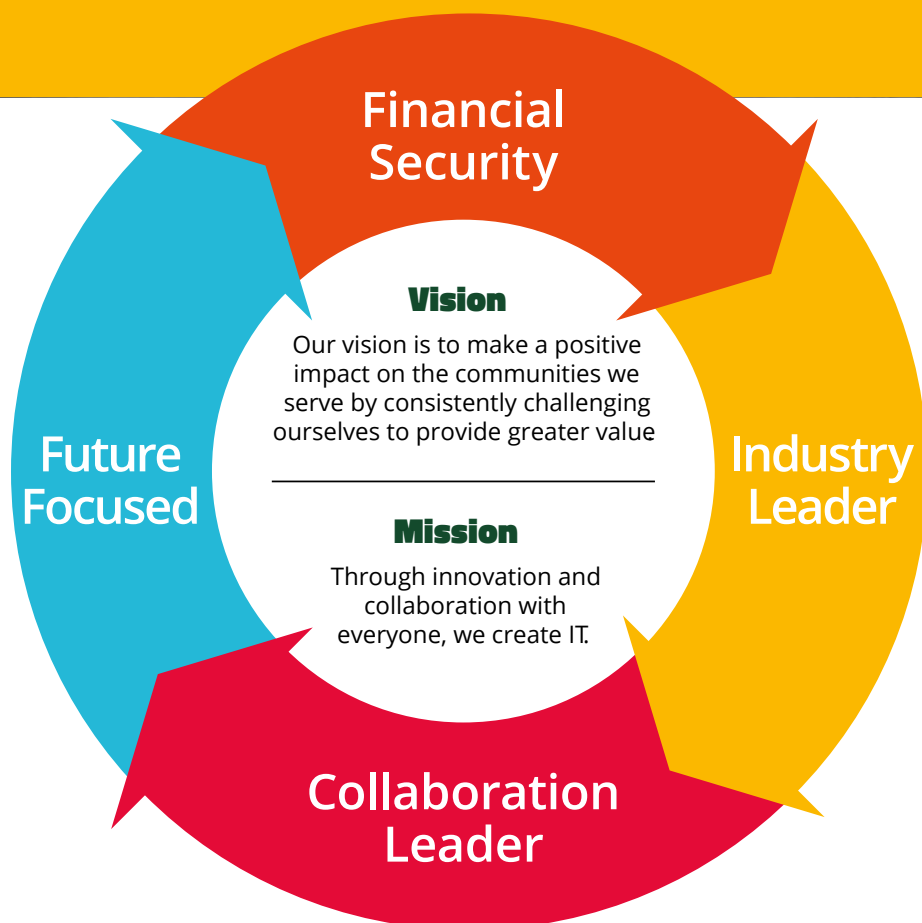 Financial
Security
Vision
Our vision is to make a positive
impact on the communities we
serve by consistently challenging
ourselves to provide greater value.
Future
Focused
Industry
Leader
Mission
Through innovation and
collaboration with
everyone, we create IT.
Collaboration
Leader